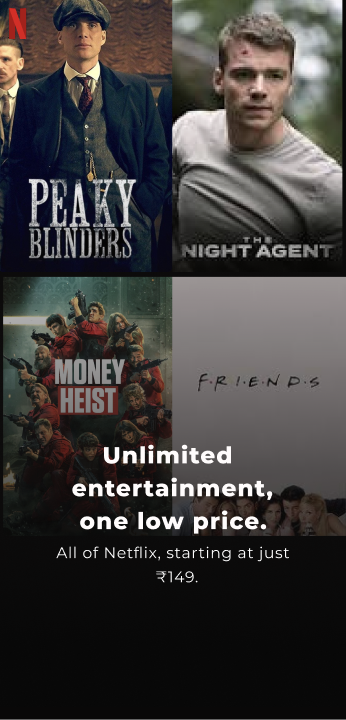 N
PEAKY
BLINDERS
THE
NIGHT AGENT
MONEY
HEIST
F·R·I·E·N·D·S
Unlimited
entertainment,
one low price.
All of Netflix, starting at just
₹149.